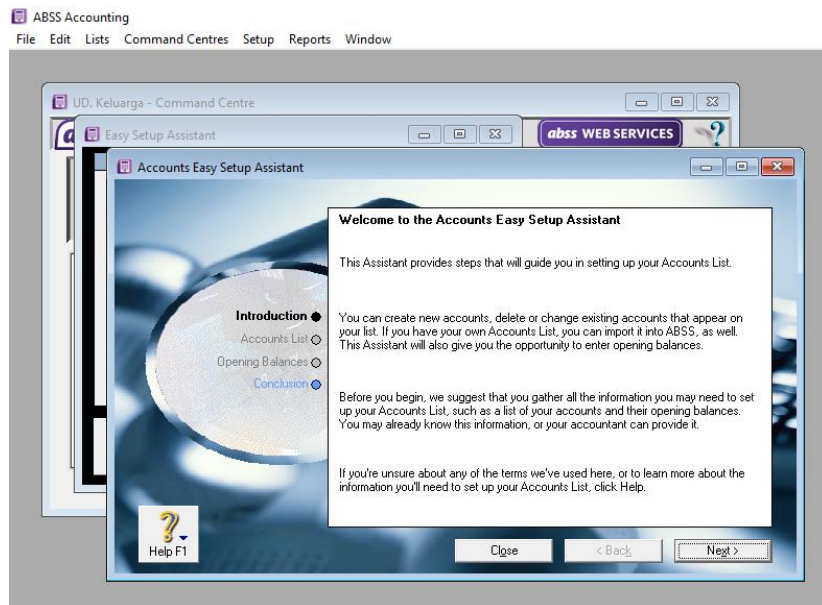 ABSS Accounting
File Edit Lists Command Centres Setup Reports Window
UD. Keluarga - Command Centre
Easy Setup Assistant
abss WEB SERVICES
Accounts Easy Setup Assistant
Welcome to the Accounts Easy Setup Assistant
This Assistant provides steps that will guide you in setting up your Accounts List.
Introduction
Accounts List
Opening Balances
Conclusion
You can create new accounts, delete or change existing accounts that appear on
your list. If you have your own Accounts List, you can import it into ABSS, as well.
This Assistant will also give you the opportunity to enter opening balances.
Before you begin, we suggest that you gather all the information you may need to set
up your Accounts List, such as a list of your accounts and their opening balances.
You may already know this information, or your accountant can provide it.
If you're unsure about any of the terms we've used here, or to learn more about the
information you'll need to set up your Accounts List, click Help.
Help F1
Close
< Back
Next >